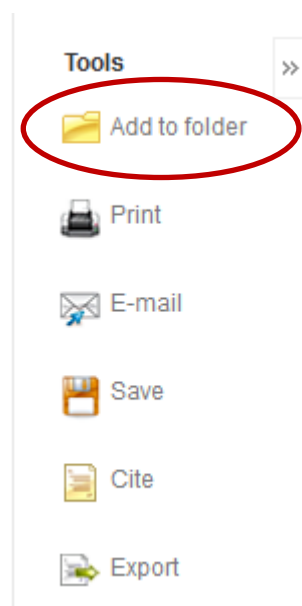 Tools
»
Add to folder
Print
E-mail
Save
Cite
Export